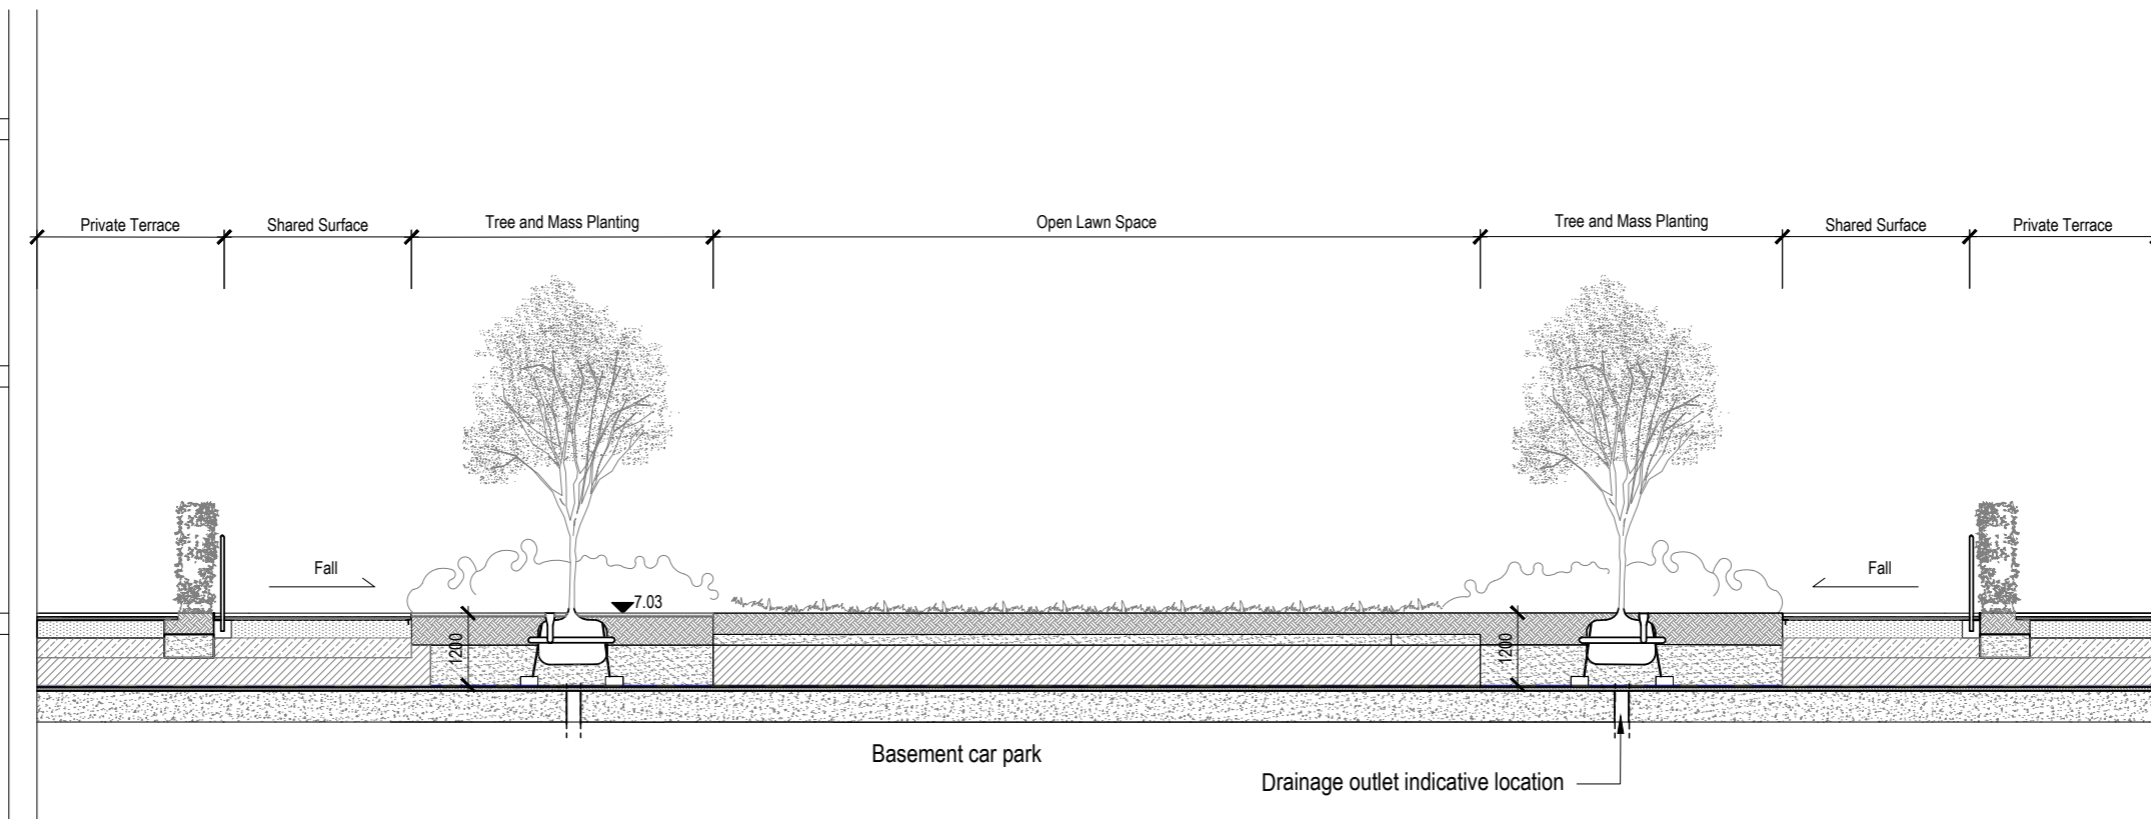 Private Terrace
Shared Surface
Tree and Mass Planting
Open Lawn Space
Tree and Mass Planting
Shared Surface
Private Terrace
Fall
7.03
Fall
1200
1200
Basement car park
Drainage outlet indicative location